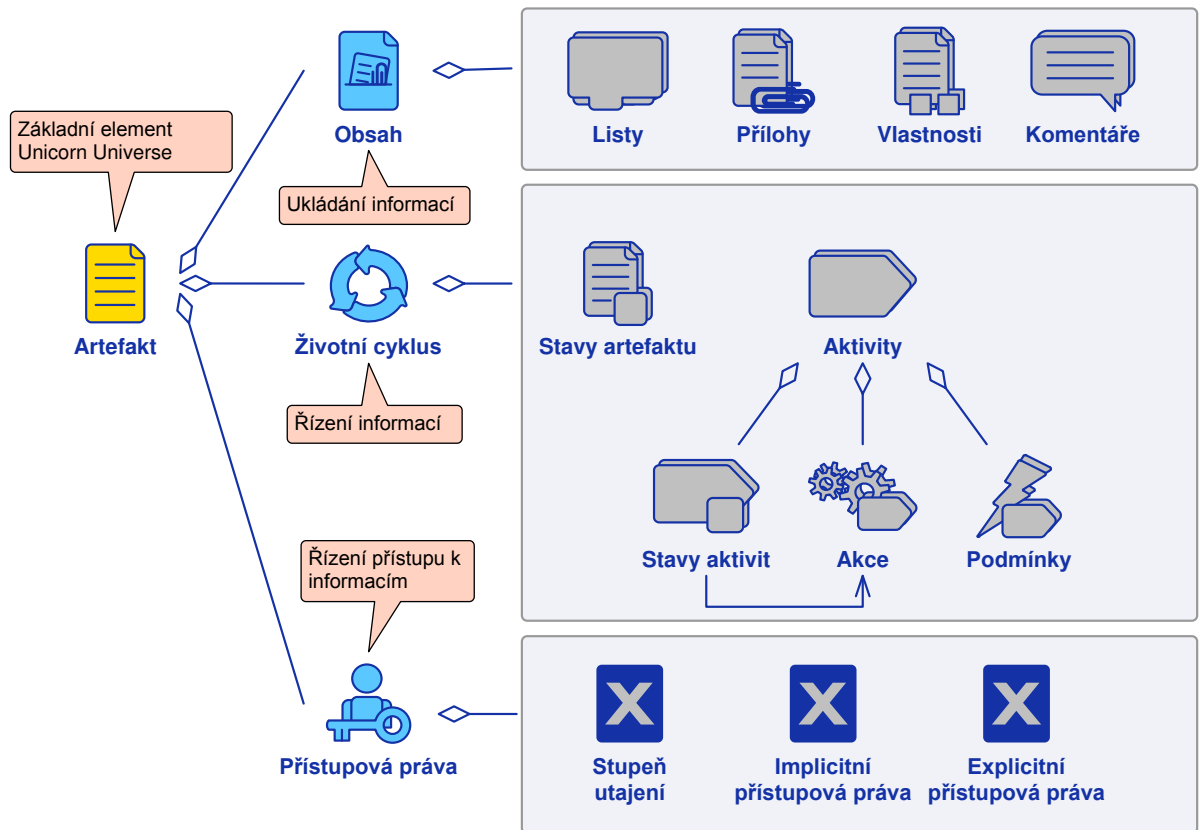 Základní element
Unicorn Universe
Artefakt
Obsah
Ukládání informací
Listy
Přílohy
Vlastnosti
Komentáře
Životní cyklus
Řízení informací
Stavy artefaktu
Aktivity
Stavy aktivit
Akce
Podmínky
Řízení přístupu k
informacím
Přístupová práva
X
Stupeň
utajení
X
Implicitní
přístupová práva
X
Explicitní
přístupová práva